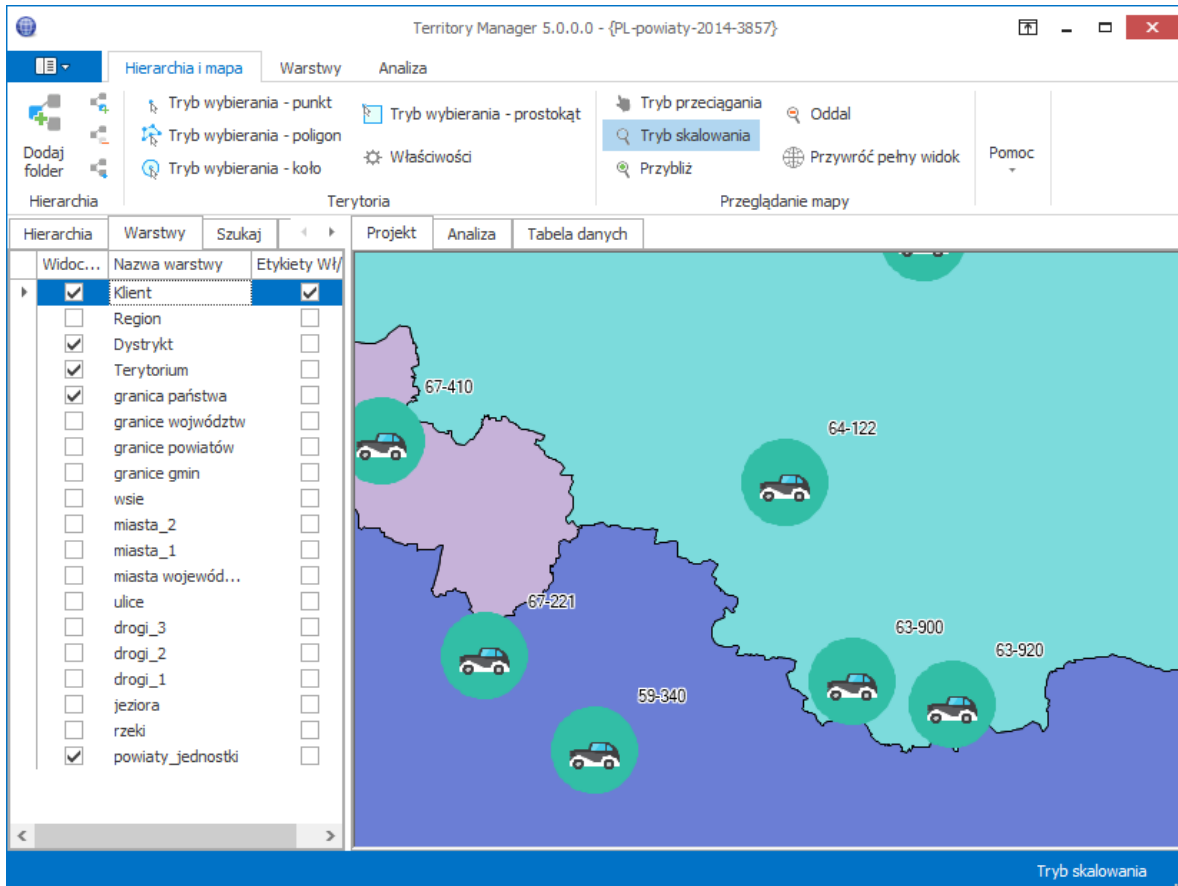 Territory Manager 5.0.0.0 - {PL-powiaty-2014-3857}
Hierarchia i mapa
Warstwy
Analiza
Dodaj
folder
Hierarchia
Tryb wybierania - punkt
Tryb wybierania - poligon
Tryb wybierania - koło
Tryb wybierania - prostokąt
Właściwości
Terytoria
Tryb przeciągania
Tryb skalowania
Przybliż
Oddal
Przywróć pełny widok
Przeglądanie mapy
Pomoc
Hierarchia
Warstwy
Szukaj
Projekt
Analiza
Tabela danych
Widoc... Nazwa warstwy Etykiety Wł/
Klient
Region
Dystrykt
Terytorium
granica państwa
granice województw
granice powiatów
granice gmin
wsie
miasta_2
miasta_1
miasta wojewód...
ulice
drogi_3
drogi_2
drogi_1
jeziora
rzeki
powiaty_jednostki
67-410
64-122
67-221
63-900
63-920
59-340
Tryb skalowania